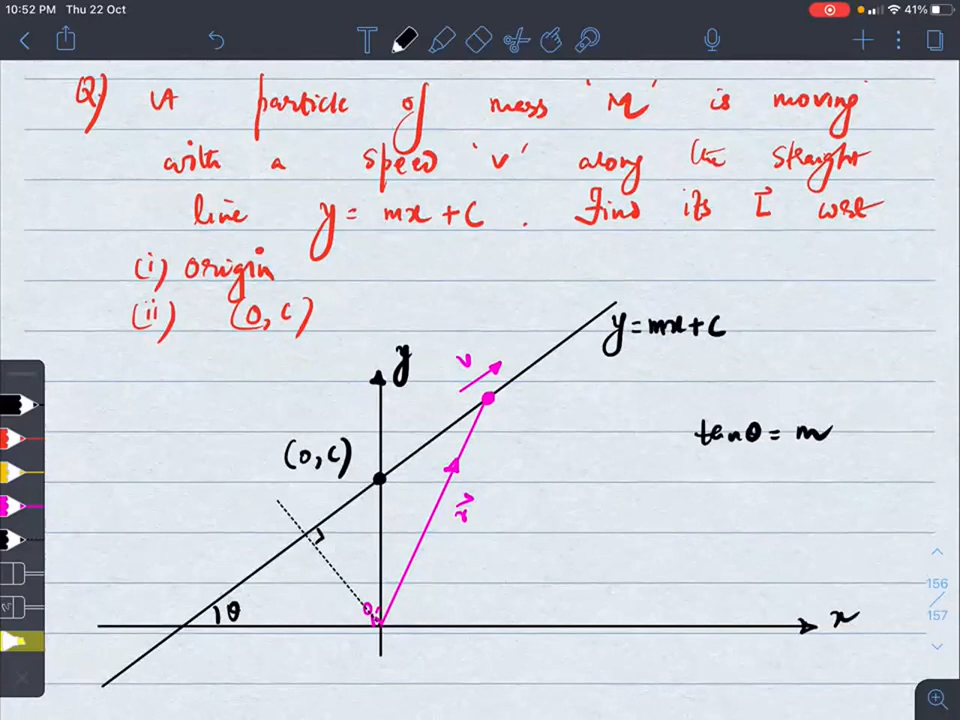 10:52 PM Thu 22 Oct
41%
Q) A particle of mass 'M' is moving
with a speed 'v' along the straight
line y = mx + c . Find its L wrt
(i) origin
(ii) (0, c)
y = mx + c
y
v
(0, c)
tanθ = m
r
θ
x
156
157